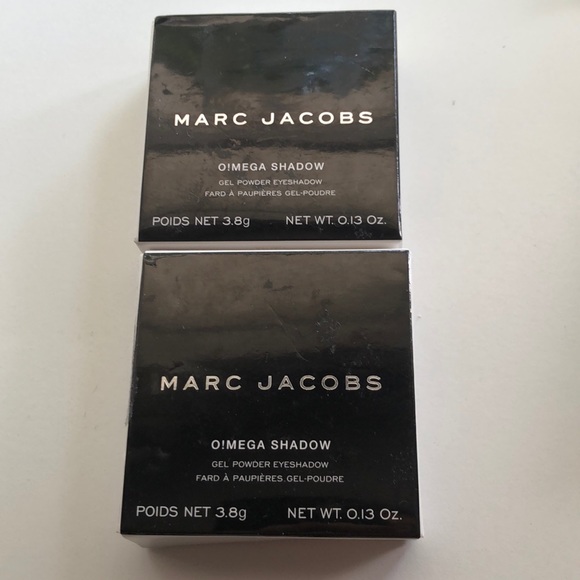 MARC JACOBS
O!MEGA SHADOW
GEL POWDER EYESHADOW
FARD À PAUPIÈRES GEL-POUDRE
POIDS NET 3.8g NET WT. 0.13 Oz.
MARC JACOBS
O!MEGA SHADOW
GEL POWDER EYESHADOW
FARD À PAUPIÈRES GEL-POUDRE
POIDS NET 3.8g NET WT. 0.13 Oz.